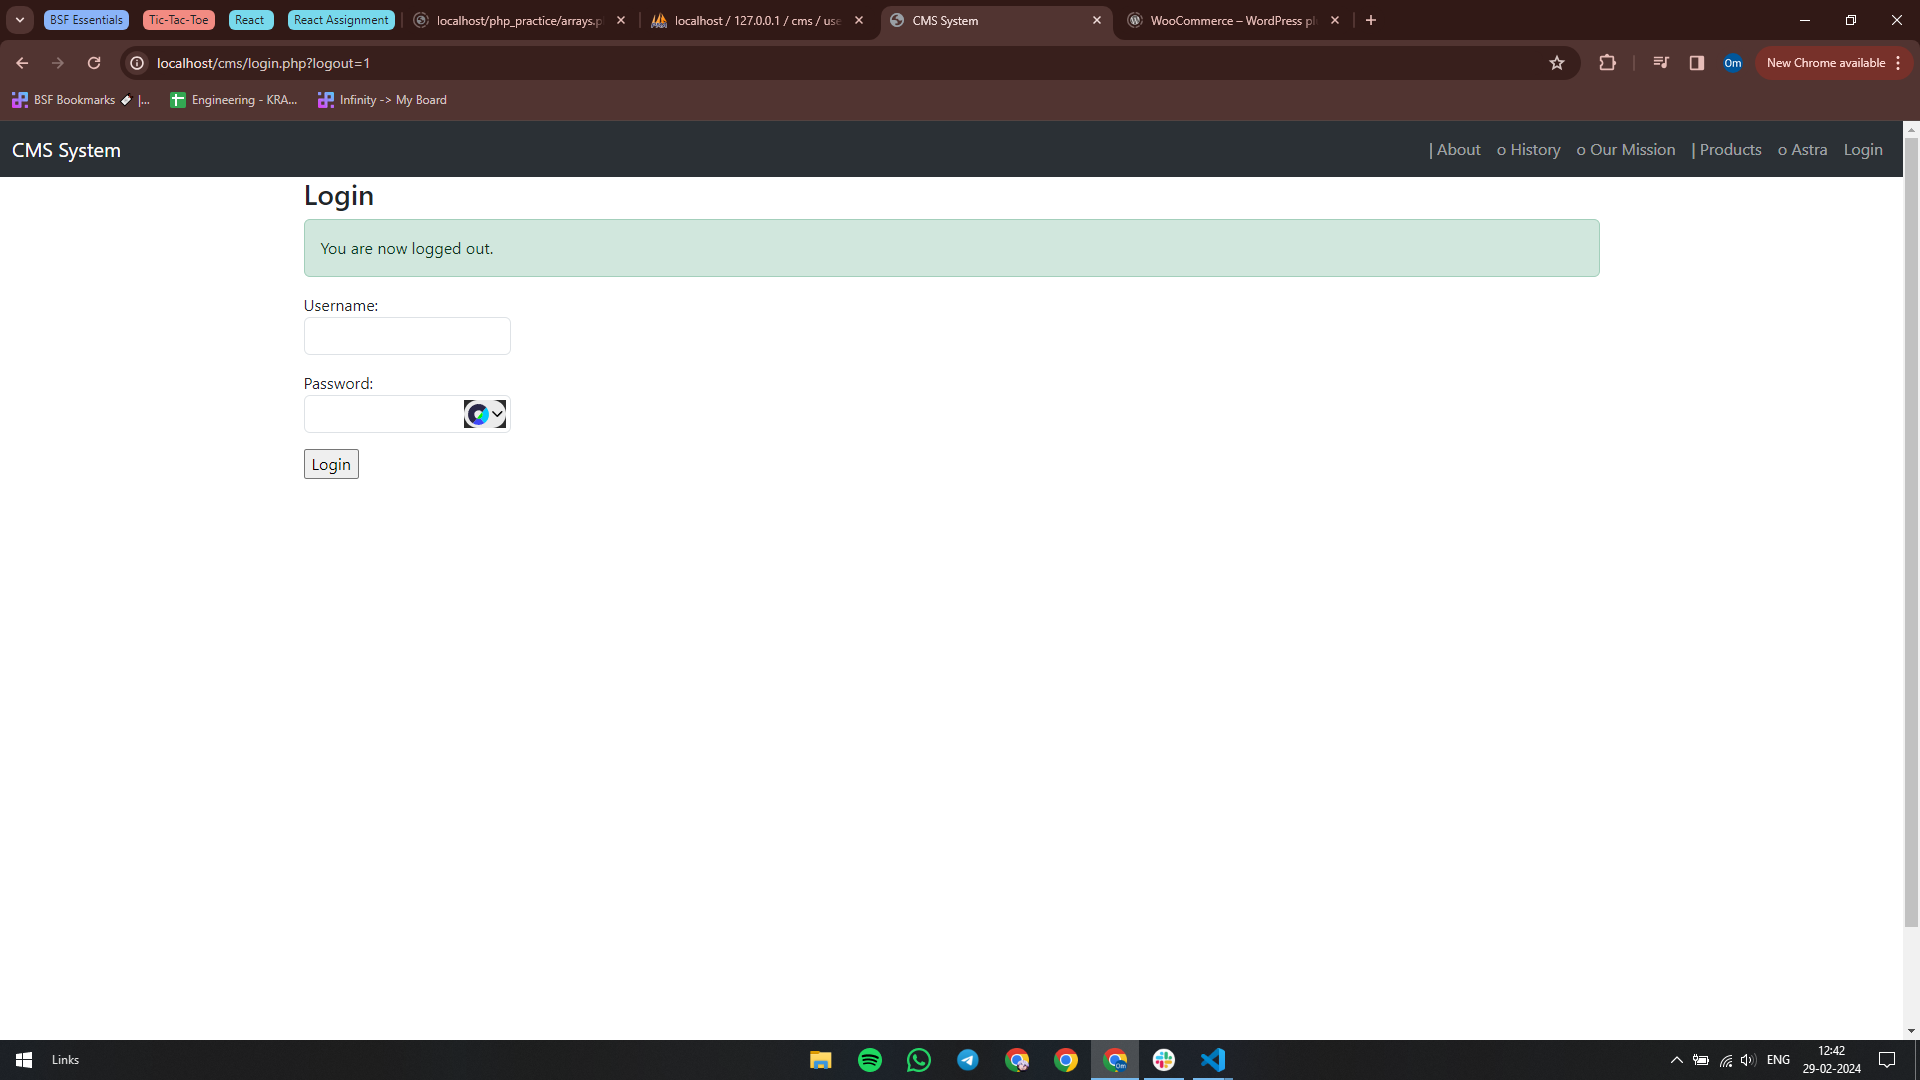 BSF Essentials
Tic-Tac-Toe
React
React Assignment
localhost/php_practice/arrays.p
localhost / 127.0.0.1 / cms / use
CMS System
WooCommerce – WordPress pl
localhost/cms/login.php?logout=1
Om
New Chrome available
BSF Bookmarks |...
Engineering - KRA...
Infinity -> My Board
CMS System
| About
o History
o Our Mission
| Products
o Astra
Login
Login
You are now logged out.
Username:
Password:
Login
Links
Om
ENG
12:42
29-02-2024